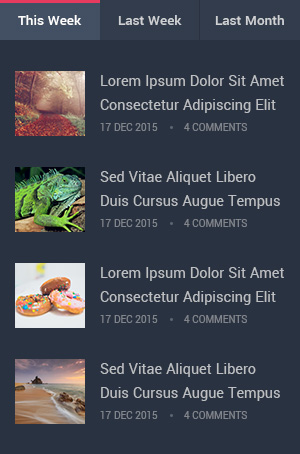 This Week Last Week Last Month
Lorem Ipsum Dolor Sit Amet
Consectetur Adipiscing Elit
17 DEC 2015 • 4 COMMENTS
Sed Vitae Aliquet Libero
Duis Cursus Augue Tempus
17 DEC 2015 • 4 COMMENTS
Lorem Ipsum Dolor Sit Amet
Consectetur Adipiscing Elit
17 DEC 2015 • 4 COMMENTS
Sed Vitae Aliquet Libero
Duis Cursus Augue Tempus
17 DEC 2015 • 4 COMMENTS